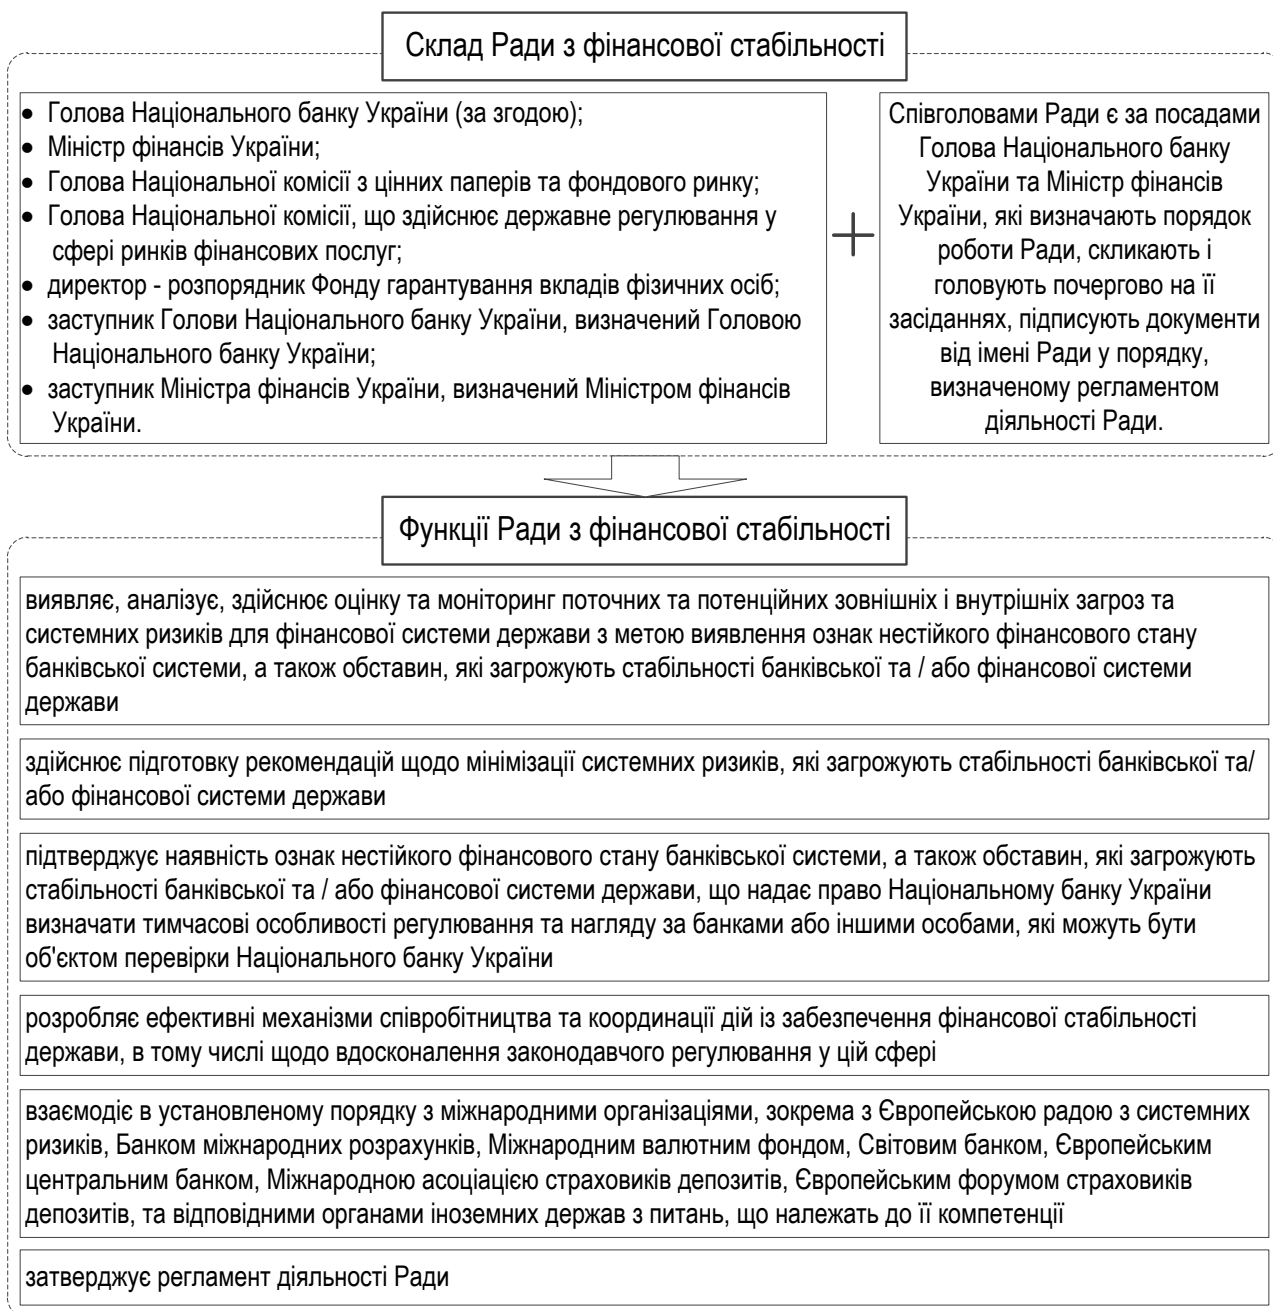 Склад Ради з фінансової стабільності
• Голова Національного банку України (за згодою);
• Міністр фінансів України;
• Голова Національної комісії з цінних паперів та фондового ринку;
• Голова Національної комісії, що здійснює державне регулювання у
сфері ринків фінансових послуг;
• директор - розпорядник Фонду гарантування вкладів фізичних осіб;
• заступник Голови Національного банку України, визначений Головою
Національного банку України;
• заступник Міністра фінансів України, визначений Міністром фінансів
України.
+
Співголовами Ради є за посадами
Голова Національного банку
України та Міністр фінансів
України, які визначають порядок
роботи Ради, скликають і
головують почергово на її
засіданнях, підписують документи
від імені Ради у порядку,
визначеному регламентом
діяльності Ради.
Функції Ради з фінансової стабільності
виявляє, аналізує, здійснює оцінку та моніторинг поточних та потенційних зовнішніх і внутрішніх загроз та
системних ризиків для фінансової системи держави з метою виявлення ознак нестійкого фінансового стану
банківської системи, а також обставин, які загрожують стабільності банківської та / або фінансової системи
держави
здійснює підготовку рекомендацій щодо мінімізації системних ризиків, які загрожують стабільності банківської та/
або фінансової системи держави
підтверджує наявність ознак нестійкого фінансового стану банківської системи, а також обставин, які загрожують
стабільності банківської та / або фінансової системи держави, що надає право Національному банку України
визначати тимчасові особливості регулювання та нагляду за банками або іншими особами, які можуть бути
об'єктом перевірки Національного банку України
розробляє ефективні механізми співробітництва та координації дій із забезпечення фінансової стабільності
держави, в тому числі щодо вдосконалення законодавчого регулювання у цій сфері
взаємодіє в установленому порядку з міжнародними організаціями, зокрема з Європейською радою з системних
ризиків, Банком міжнародних розрахунків, Міжнародним валютним фондом, Світовим банком, Європейським
центральним банком, Міжнародною асоціацією страховиків депозитів, Європейським форумом страховиків
депозитів, та відповідними органами іноземних держав з питань, що належать до її компетенції
затверджує регламент діяльності Ради